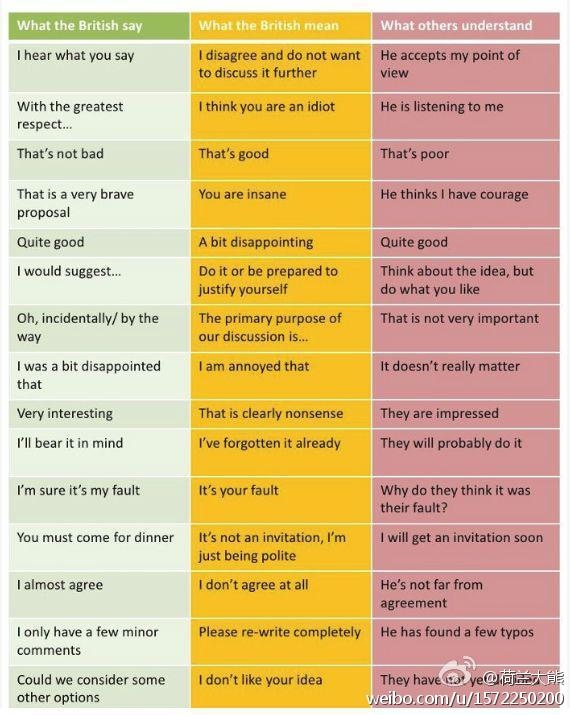 What the British say What the British mean What others understand
I hear what you say I disagree and do not want He accepts my point of
to discuss it further view
With the greatest I think you are an idiot He is listening to me
respect…
That's not bad That's good That's poor
That is a very brave You are insane He thinks I have courage
proposal
Quite good A bit disappointing Quite good
I would suggest… Do it or be prepared to Think about the idea, but
justify yourself do what you like
Oh, incidentally/ by the The primary purpose of That is not very important
way our discussion is…
I was a bit disappointed I am annoyed that It doesn't really matter
that
Very interesting That is clearly nonsense They are impressed
I'll bear it in mind I've forgotten it already They will probably do it
I'm sure it's my fault It's your fault Why do they think it was
their fault?
You must come for dinner It's not an invitation, I'm I will get an invitation soon
just being polite
I almost agree I don't agree at all He's not far from
agreement
I only have a few minor Please re-write completely He has found a few typos
comments
Could we consider some I don't like your idea They have not ye
other options
@荷兰大熊
weibo.com/u/1572250200